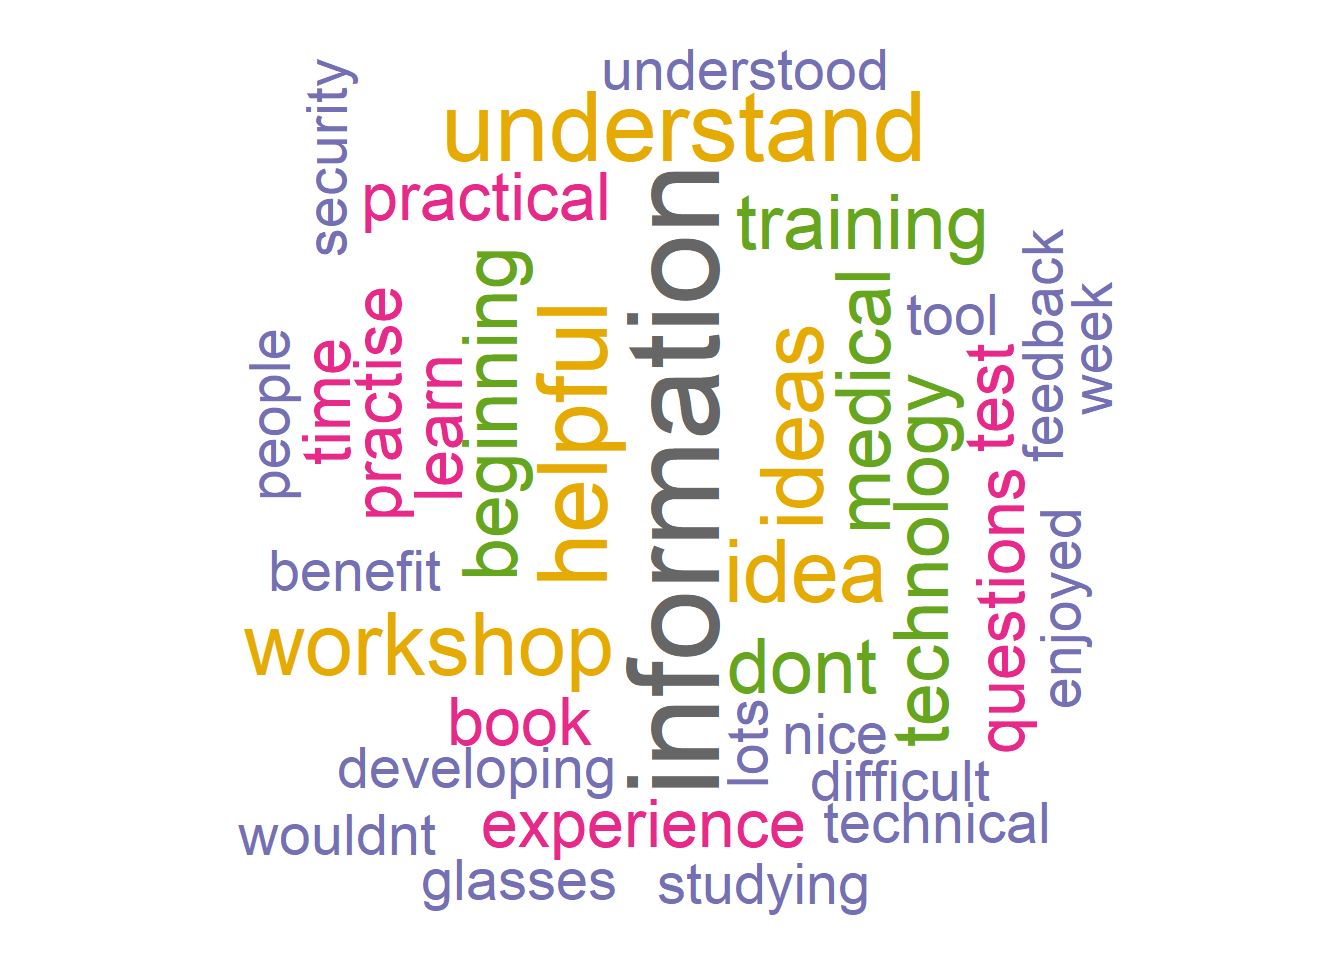 understood
understand
security
practical
training
information
beginning
helpful
ideas
medical
tool
feedback
week
people
time
practise
learn
technology
test
questions
enjoyed
benefit
idea
workshop
dont
book
lots
nice
developing
difficult
wouldnt
experience
technical
glasses
studying